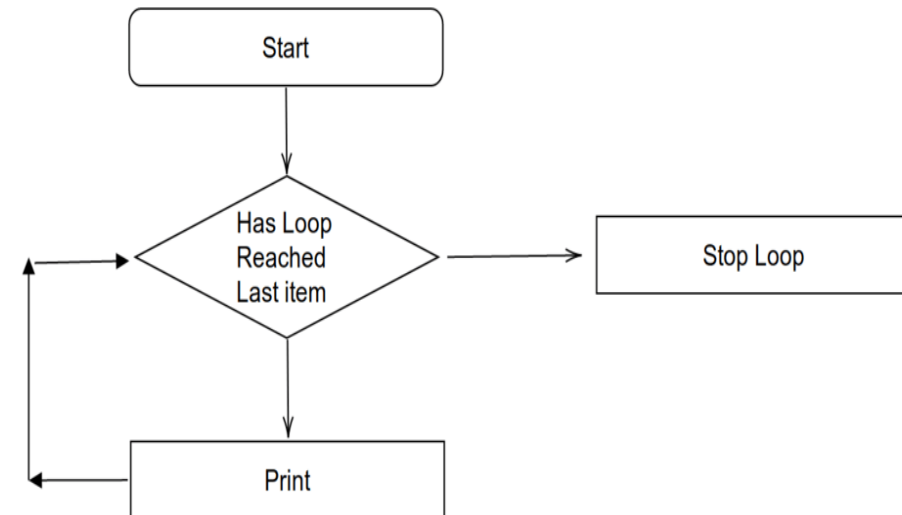 Start
Has Loop
Reached
Last item
Stop Loop
Print